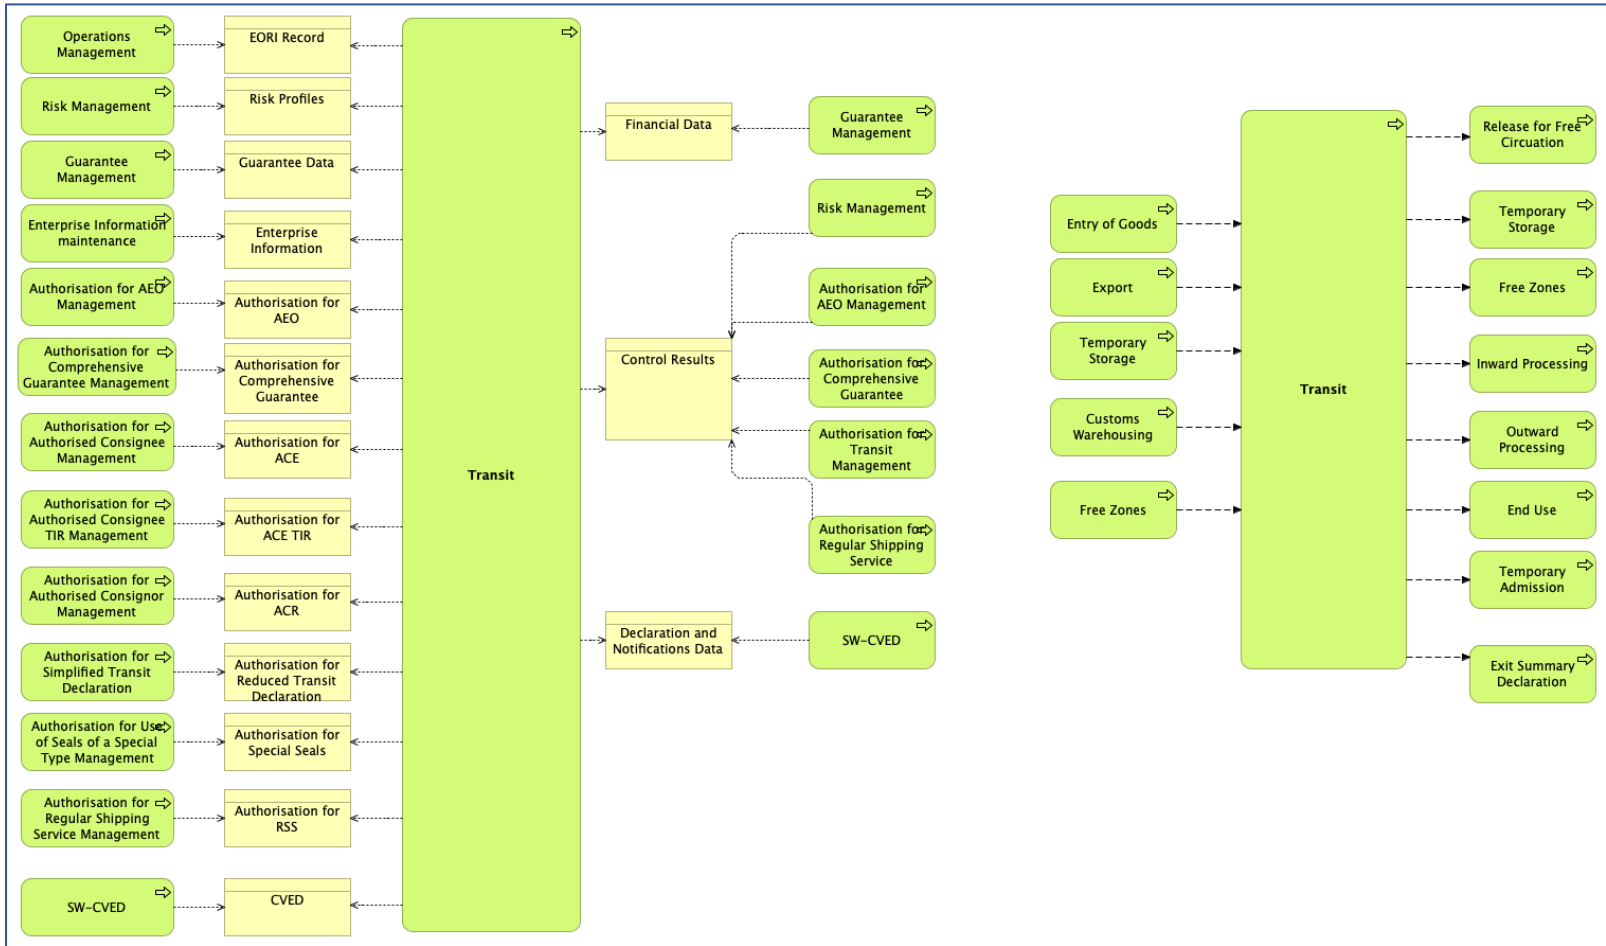 Operations
Management
EORI Record
Risk Management
Risk Profiles
Guarantee
Management
Guarantee Data
Enterprise Information
maintenance
Enterprise
Information
Authorisation for AEO
Management
Authorisation for
AEO
Authorisation for
Comprehensive
Guarantee Management
Authorisation for
Comprehensive
Guarantee
Authorisation for
Authorised Consignee
Management
Authorisation for
ACE
Authorisation for
Authorised Consignee
TIR Management
Authorisation for
ACE TIR
Authorisation for
Authorised Consignor
Management
Authorisation for
ACR
Authorisation for
Simplified Transit
Declaration
Authorisation for
Reduced Transit
Declaration
Authorisation for Use
of Seals of a Special
Type Management
Authorisation for
Special Seals
Authorisation for
Regular Shipping
Service Management
Authorisation for
RSS
SW-CVED
CVED
Transit
Financial Data
Guarantee
Management
Risk Management
Authorisation for
AEO Management
Control Results
Authorisation for
Comprehensive
Guarantee
Authorisation for
Transit
Management
Authorisation for
Regular Shipping
Service
Declaration and
Notifications Data
SW-CVED
Entry of Goods
Export
Temporary
Storage
Customs
Warehousing
Free Zones
Transit
Release for Free
Circuation
Temporary
Storage
Free Zones
Inward Processing
Outward
Processing
End Use
Temporary
Admission
Exit Summary
Declaration